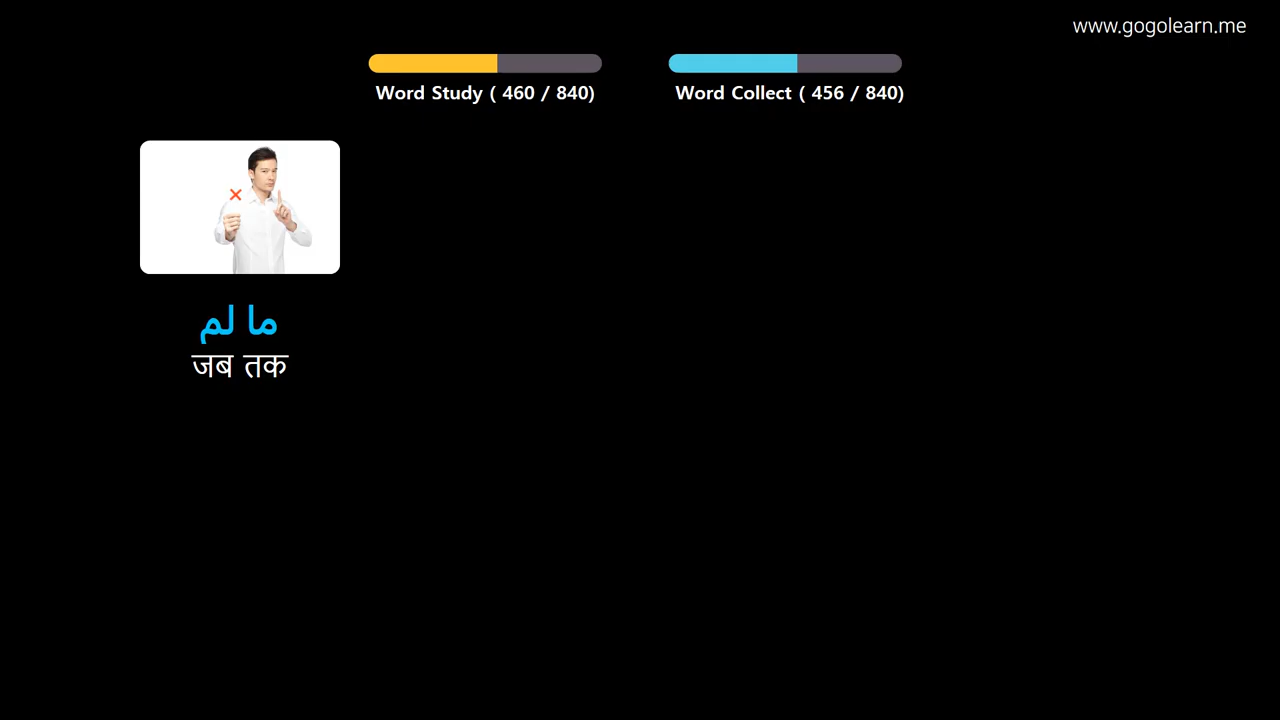 www.gogolearn.me
Word Study ( 460 / 840)
Word Collect ( 456 / 840)
ما لم
जब तक